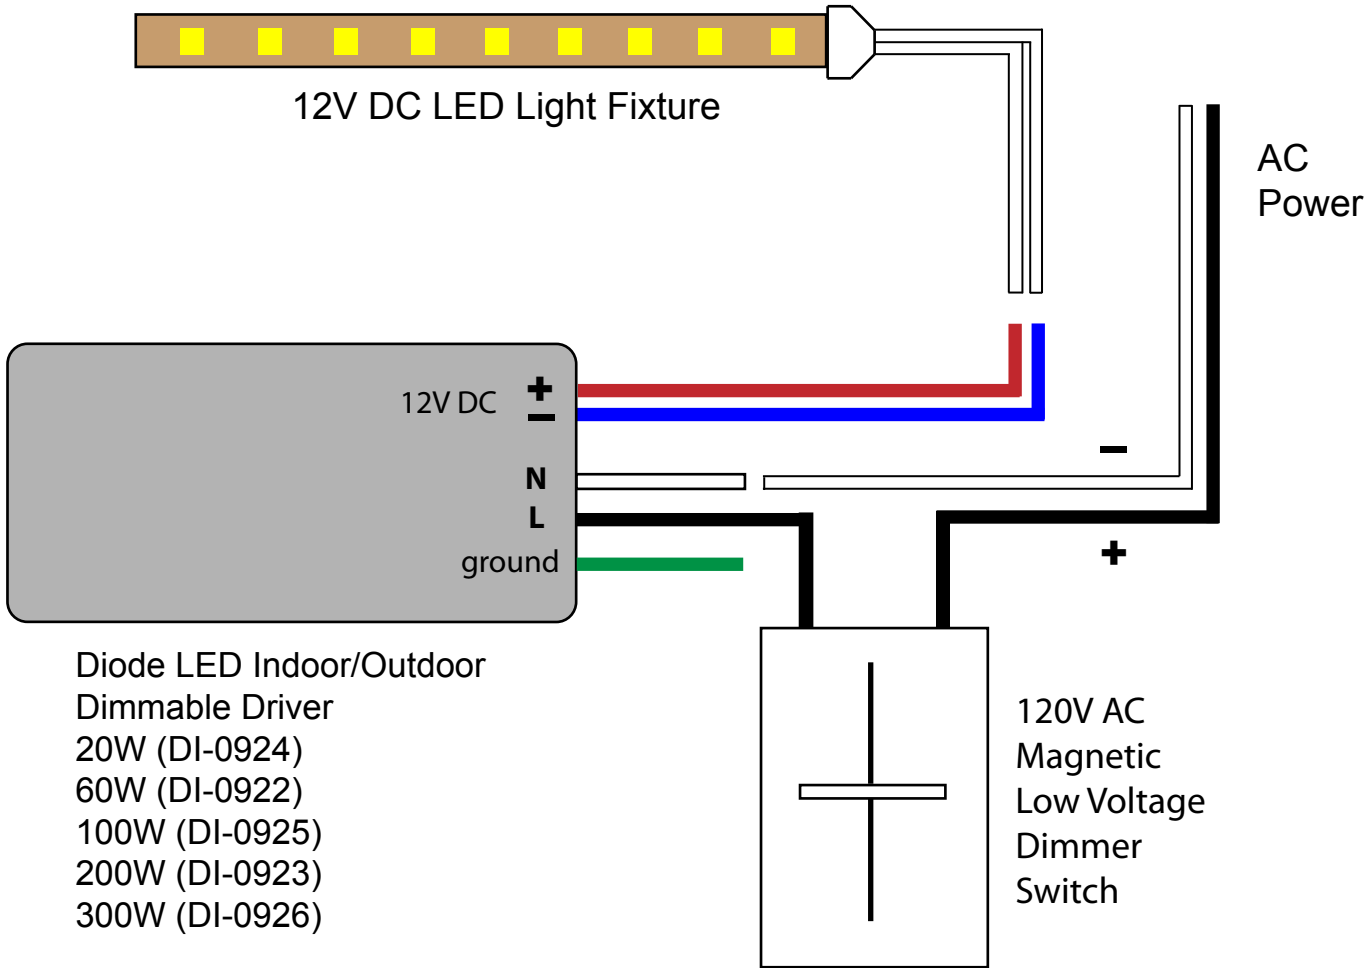 12V DC LED Light Fixture
AC
Power
12V DC
+
−
N
L
ground
−
+
Diode LED Indoor/Outdoor
Dimmable Driver
20W (DI-0924)
60W (DI-0922)
100W (DI-0925)
200W (DI-0923)
300W (DI-0926)
120V AC
Magnetic
Low Voltage
Dimmer
Switch